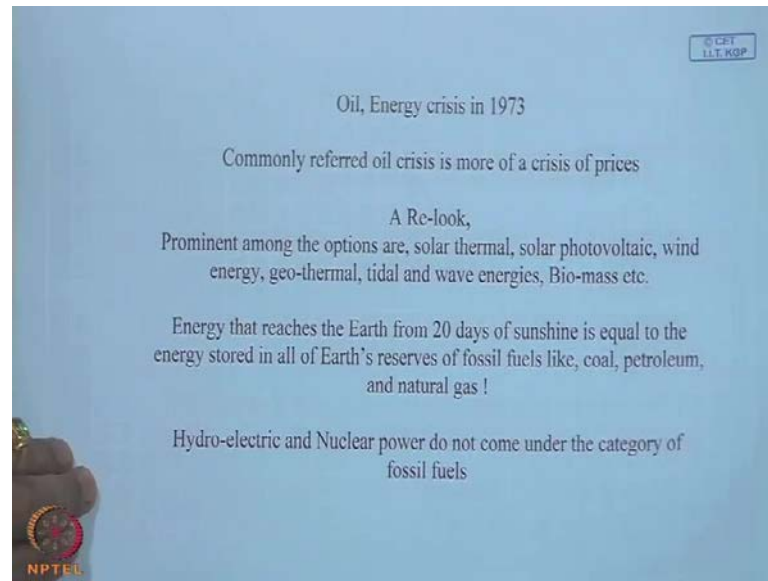 © CET
I.I.T. KGP
Oil, Energy crisis in 1973
Commonly referred oil crisis is more of a crisis of prices
A Re-look,
Prominent among the options are, solar thermal, solar photovoltaic, wind
energy, geo-thermal, tidal and wave energies, Bio-mass etc.
Energy that reaches the Earth from 20 days of sunshine is equal to the
energy stored in all of Earth's reserves of fossil fuels like, coal, petroleum,
and natural gas !
Hydro-electric and Nuclear power do not come under the category of
fossil fuels
NPTEL